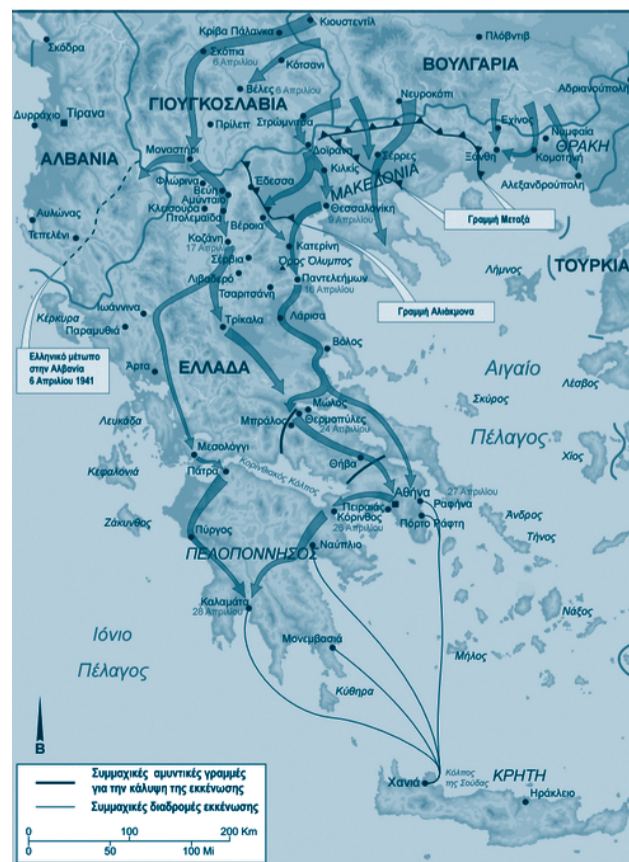 Κιουστεντίλ
Κρίβα Πάλανκα
Σκόδρα
Σκόπια
6 Απριλίου
Κότσανι
Πλόβντιβ
ΒΟΥΛΓΑΡΙΑ
Βέλες
6 Απριλίου
Νευροκόπι
Αδριανούπολη
ΓΙΟΥΓΚΟΣΛΑΒΙΑ
Δυρράχιο
Τίρανα
Πρίλεπ
Στρώμνιτσα
Εχίνος
Νυμφαία
ΘΡΑΚΗ
ΑΛΒΑΝΙΑ
Μοναστήρι
Δοϊράνη
Σέρρες
Ξάνθη
Κομοτηνή
Κιλκίς
Φλώρινα
Βεύη
Έδεσσα
ΜΑΚΕΔΟΝΙΑ
Αλεξανδρούπολη
Αμύνταιο
Κλεισούρα
Πτολεμαΐδα
Θεσσαλονίκη
9 Απριλίου
Γραμμή Μεταξά
Αυλώνας
Βέροια
Τεπελένι
Κοζάνη
17 Απριλίου
Κατερίνη
Σέρβια
Όρος Όλυμπος
ΤΟΥΡΚΙΑ
Λιβαδερό
Παντελεήμων
16 Απριλίου
Λήμνος
Τσαριτσάνη
Γραμμή Αλιάκμονα
Κέρκυρα
Ιωάννινα
Παραμυθιά
Τρίκαλα
Λάρισα
Ελληνικό μέτωπο
στην Αλβανία
6 Απριλίου 1941
Βόλος
Άρτα
ΕΛΛΑΔΑ
Αιγαίο
Λέσβος
Σκύρος
Μώλος
Μπράλος
Θερμοπύλες
24 Απριλίου
Πέλαγος
Λευκάδα
Χίος
Μεσολόγγι
Κεφαλονιά
Πάτρα
Κορινθιακός Κόλπος
Θήβα
Αθήνα
27 Απριλίου
Ραφήνα
Πειραιάς
Ζάκυνθος
Κόρινθος
26 Απριλίου
Πόρτο Ράφτη
Άνδρος
Πύργος
Τήνος
ΠΕΛΟΠΟΝΝΗΣΟΣ
Ναύπλιο
Καλαμάτα
28 Απριλίου
Νάξος
Ιόνιο
Πέλαγος
Μονεμβασιά
Μήλος
Κύθηρα
Β
Κόλπος
της Σούδας
ΚΡΗΤΗ
Χανιά
Ηράκλειο
Συμμαχικές αμυντικές γραμμές
για την κάλυψη της εκκένωσης
Συμμαχικές διαδρομές εκκένωσης
0 100 200 Km
0 50 100 Mi